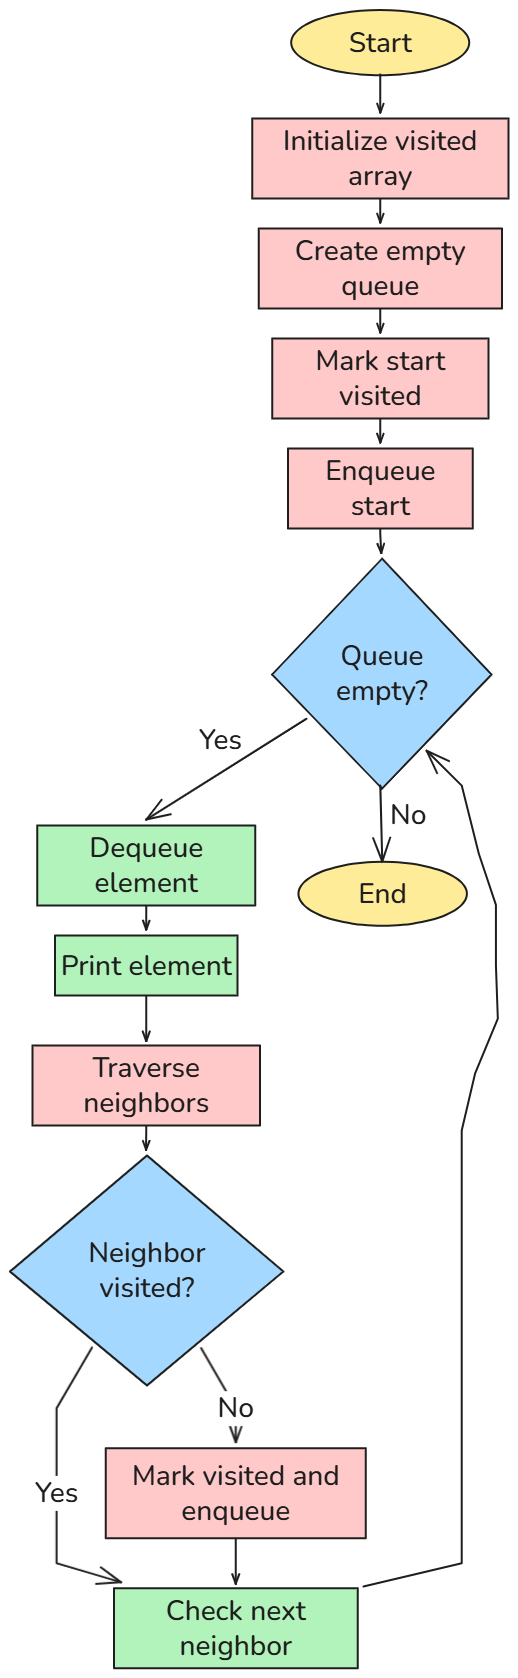 Start
Initialize visited
array
Create empty
queue
Mark start
visited
Enqueue
start
Queue
empty?
Yes
No
Dequeue
element
End
Print element
Traverse
neighbors
Neighbor
visited?
No
Yes
Mark visited and
enqueue
Check next
neighbor